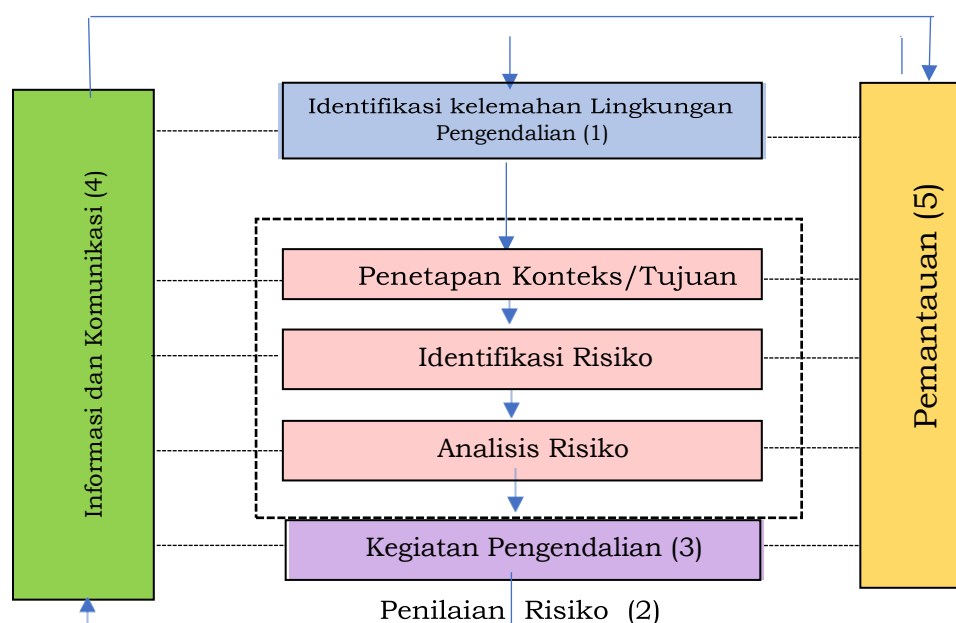 Identifikasi kelemahan Lingkungan
Pengendalian (1)
Informasi dan Komunikasi (4)
Pemantauan (5)
Penetapan Konteks/Tujuan
Identifikasi Risiko
Analisis Risiko
Kegiatan Pengendalian (3)
Penilaian Risiko (2)